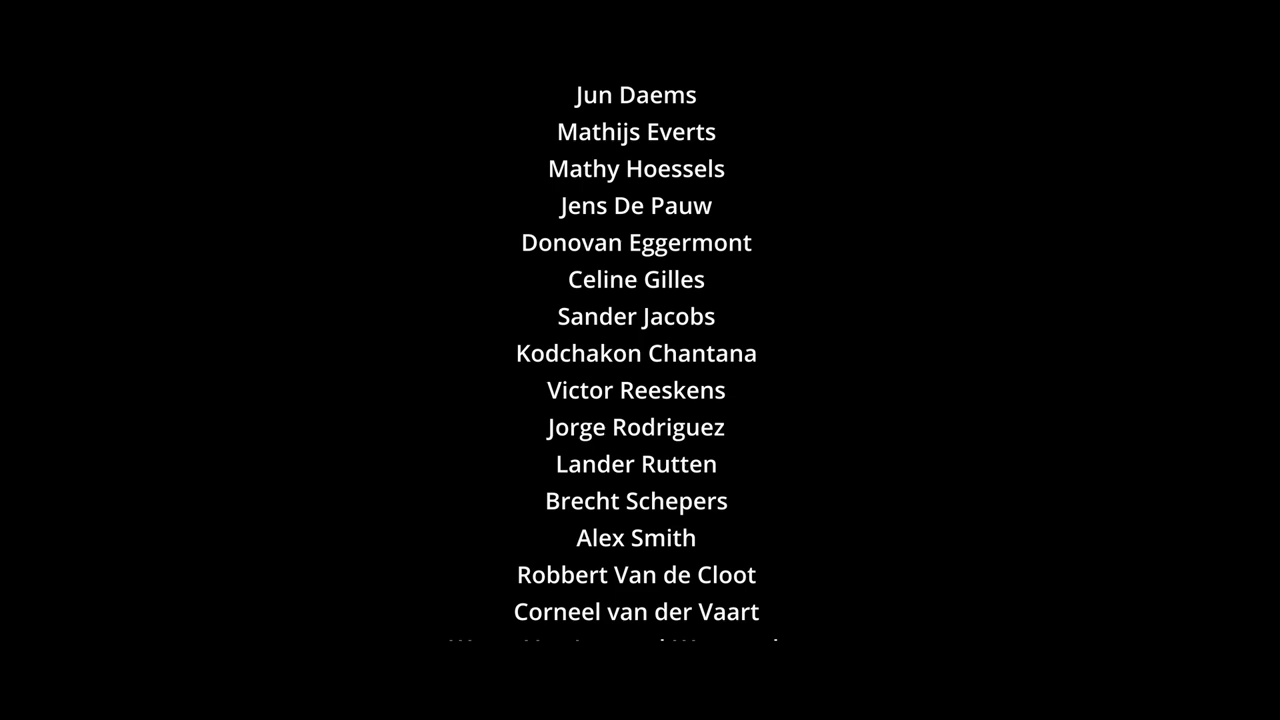 Jun Daems
Mathijs Everts
Mathy Hoessels
Jens De Pauw
Donovan Eggermont
Celine Gilles
Sander Jacobs
Kodchakon Chantana
Victor Reeskens
Jorge Rodriguez
Lander Rutten
Brecht Schepers
Alex Smith
Robbert Van de Cloot
Corneel van der Vaart